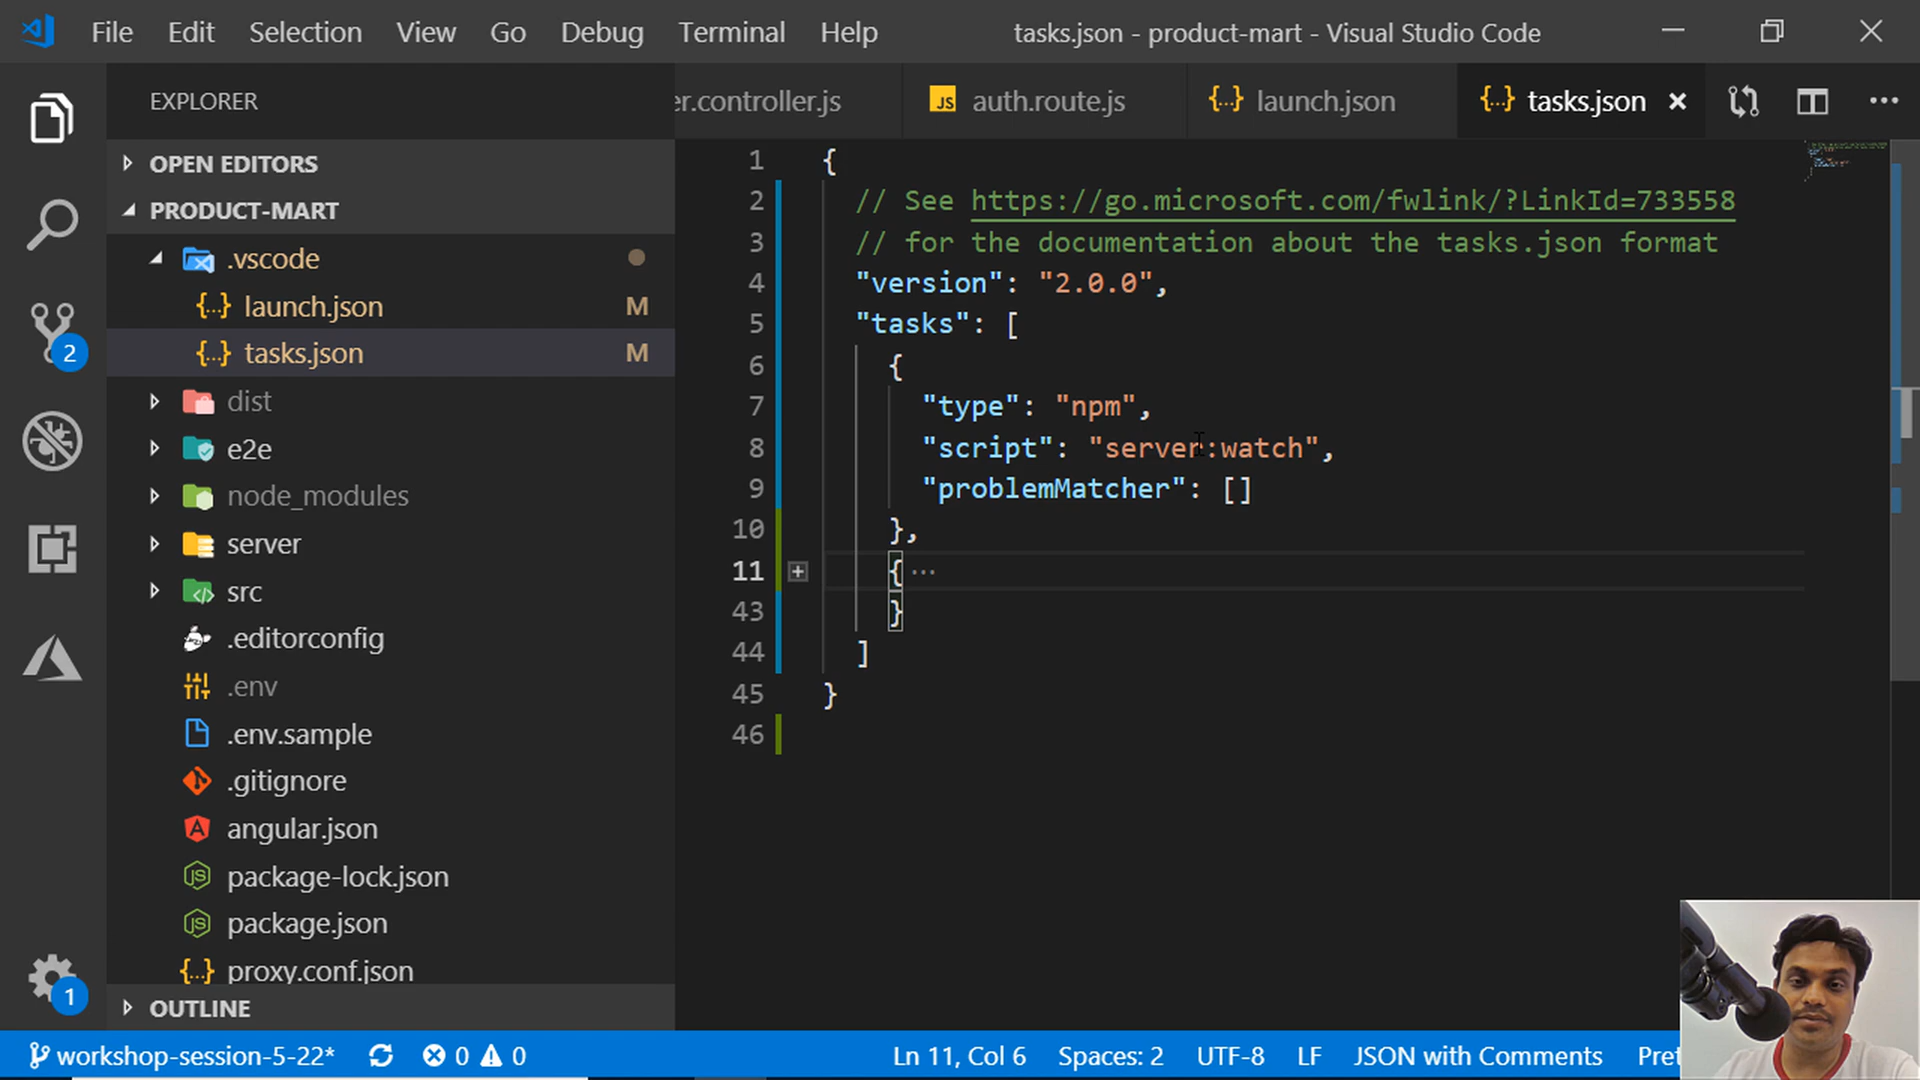 File Edit Selection View Go Debug Terminal Help tasks.json - product-mart - Visual Studio Code
EXPLORER
er.controller.js JS auth.route.js {..} launch.json {..} tasks.json
OPEN EDITORS
PRODUCT-MART
.vscode
{..} launch.json M
{..} tasks.json M
dist
e2e
node_modules
server
src
.editorconfig
.env
.env.sample
.gitignore
angular.json
package-lock.json
package.json
{..} proxy.conf.json
OUTLINE
2
1
1 {
2 // See https://go.microsoft.com/fwlink/?LinkId=733558
3 // for the documentation about the tasks.json format
4 "version": "2.0.0",
5 "tasks": [
6 {
7 "type": "npm",
8 "script": "server:watch",
9 "problemMatcher": []
10 },
11 { ...
43 }
44 ]
45 }
46
workshop-session-5-22* 0 0 Ln 11, Col 6 Spaces: 2 UTF-8 LF JSON with Comments Pret